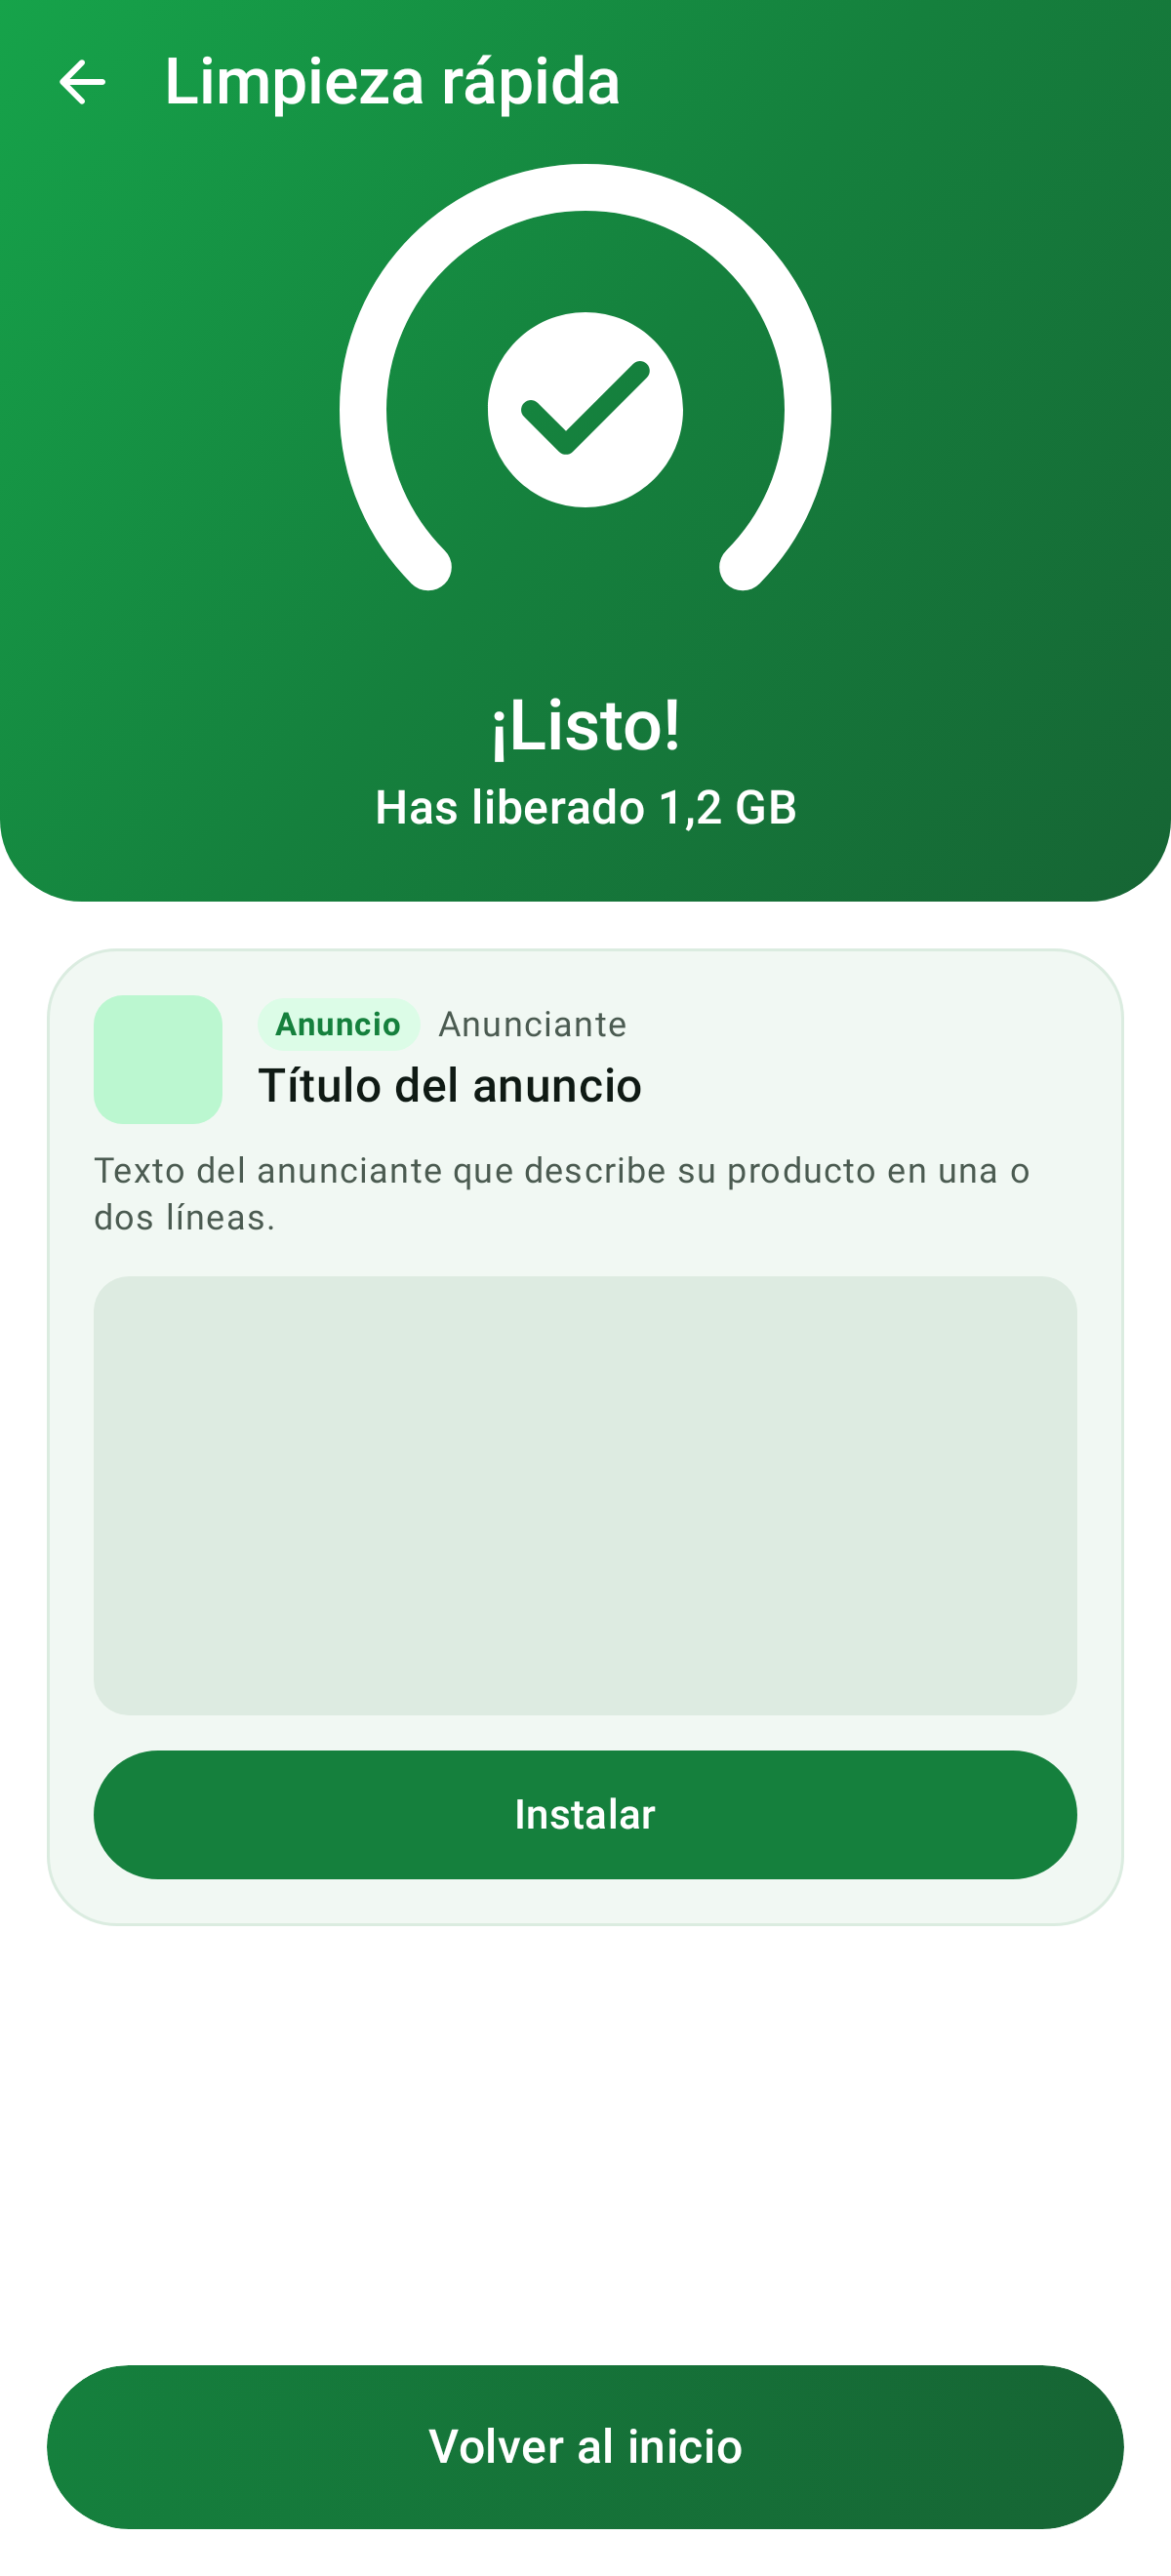 Limpieza rápida
¡Listo!
Has liberado 1,2 GB
Anuncio Anunciante
Título del anuncio
Texto del anunciante que describe su producto en una o
dos líneas.
Instalar
Volver al inicio